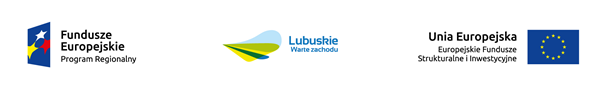 Fundusze
Europejskie
Program Regionalny
Lubuskie
Warte zachodu
Unia Europejska
Europejskie Fundusze
Strukturalne i Inwestycyjne